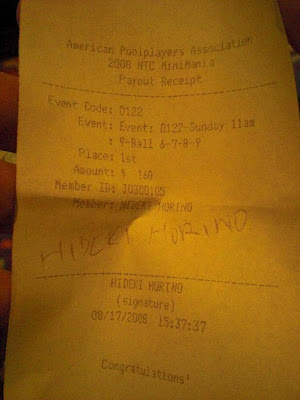 American Poolplayers Association
2008 NTC MiniMania
Payout Receipt
Event Code: D122
Event: Event: D122-Sunday 11am
: 9-Ball 6-7-8-9
Place: 1st
Amount: $ 160
Member ID: J0300105
Member: HIDEKI HORINO
HIDEKI HORINO
HIDEKI HORINO
(signature)
08/17/2008 15:37:37
Congratulations!